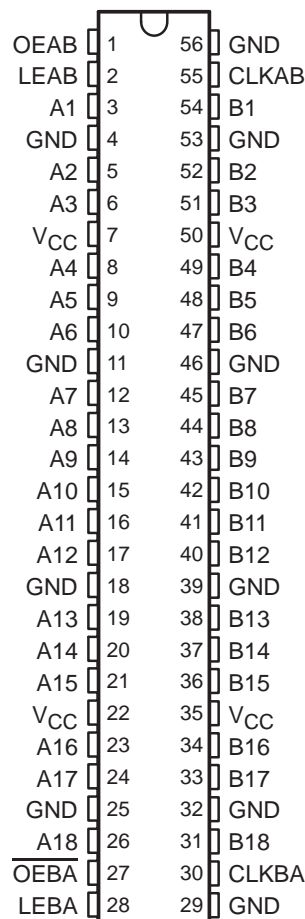 OEAB 1 56 GND
LEAB 2 55 CLKAB
A1 3 54 B1
GND 4 53 GND
A2 5 52 B2
A3 6 51 B3
VCC 7 50 VCC
A4 8 49 B4
A5 9 48 B5
A6 10 47 B6
GND 11 46 GND
A7 12 45 B7
A8 13 44 B8
A9 14 43 B9
A10 15 42 B10
A11 16 41 B11
A12 17 40 B12
GND 18 39 GND
A13 19 38 B13
A14 20 37 B14
A15 21 36 B15
VCC 22 35 VCC
A16 23 34 B16
A17 24 33 B17
GND 25 32 GND
A18 26 31 B18
OEBA 27 30 CLKBA
LEBA 28 29 GND